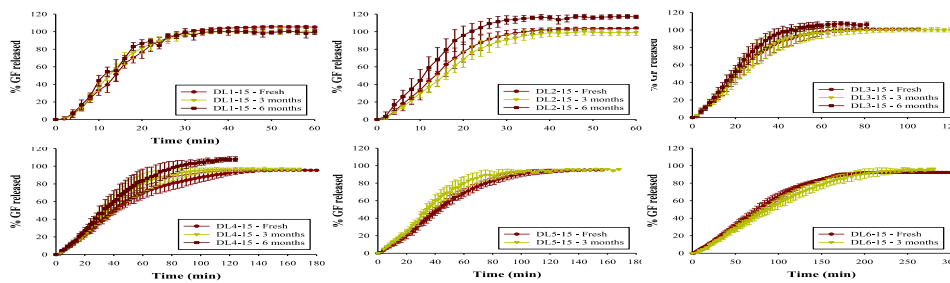 % GF released
120
100
80
60
40
20
0
DL1-15 - Fresh
DL1-15 - 3 months
DL1-15 - 6 months
0 10 20 30 40 50 60
Time (min)
% GF released
120
100
80
60
40
20
0
DL2-15 - Fresh
DL2-15 - 3 months
DL2-15 - 6 months
0 10 20 30 40 50 60
Time (min)
% GF released
120
100
80
60
40
20
0
DL3-15 - Fresh
DL3-15 - 3 months
DL3-15 - 6 months
0 20 40 60 80 100
Time (min)
% GF released
120
100
80
60
40
20
0
DL4-15 - Fresh
DL4-15 - 3 months
DL4-15 - 6 months
0 20 40 60 80 100 120 140 160 180
Time (min)
% GF released
120
100
80
60
40
20
0
DL5-15 - Fresh
DL5-15 - 3 months
0 20 40 60 80 100 120 140 160 180
Time (min)
% GF released
120
100
80
60
40
20
0
DL6-15 - Fresh
DL6-15 - 3 months
0 50 100 150 200 250
Time (min)